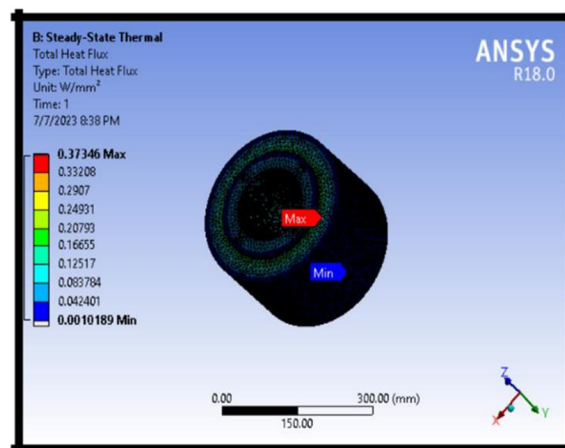 B: Steady-State Thermal
Total Heat Flux
Type: Total Heat Flux
Unit: W/mm²
Time: 1
7/7/2023 8:38 PM
ANSYS
R18.0
0.37346 Max
0.33208
0.2907
0.24931
0.20793
0.16655
0.12517
0.083784
0.042401
0.0010189 Min
Max
Min
0.00
300.00 (mm)
150.00
Z
X
Y